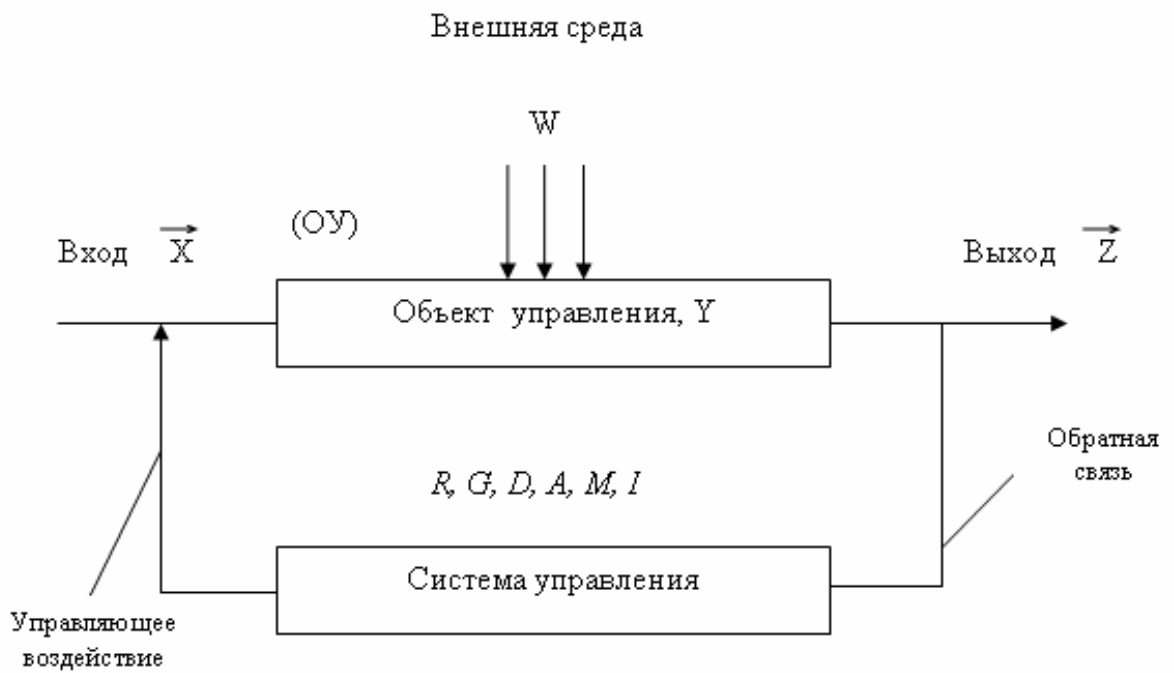 Внешняя среда
W
(ОУ)
Вход X
Выход Z
Объект управления, Y
Обратная
связь
R, G, D, A, M, I
Система управления
Управляющее
воздействие